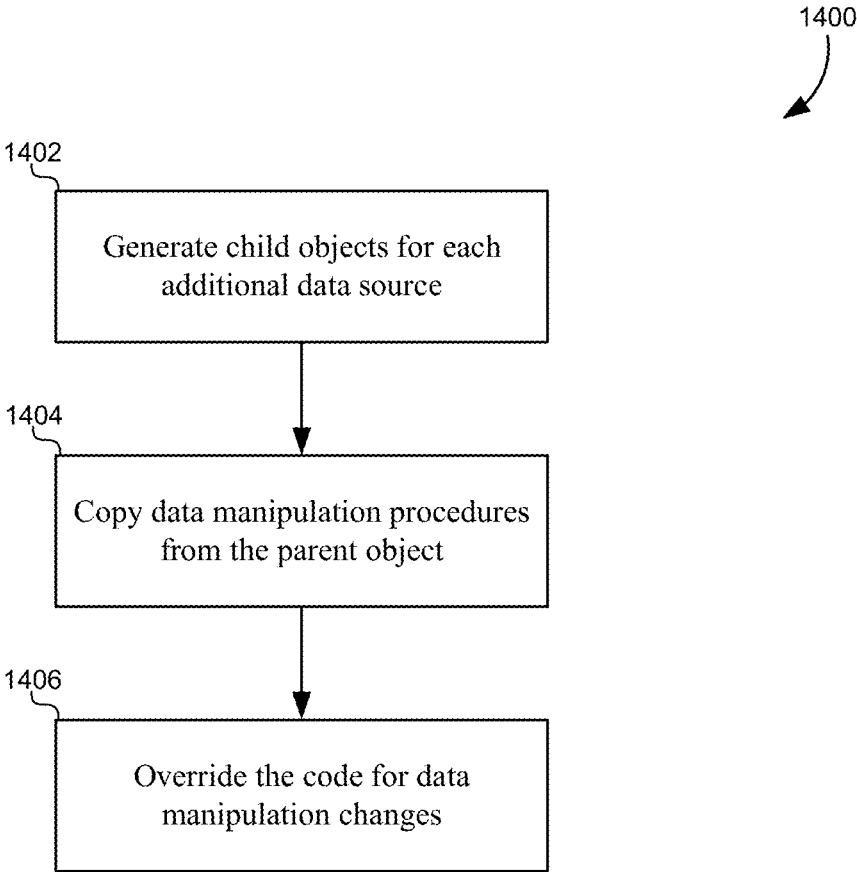 1400
1402
Generate child objects for each
additional data source
1404
Copy data manipulation procedures
from the parent object
1406
Override the code for data
manipulation changes